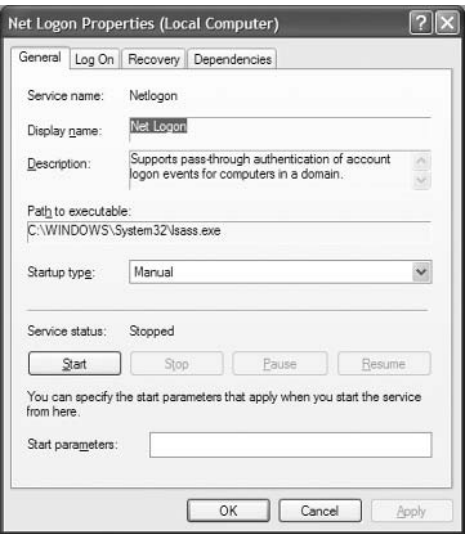 Net Logon Properties (Local Computer)
General Log On Recovery Dependencies
Service name: Netlogon
Display name: Net Logon
Description: Supports pass-through authentication of account
logon events for computers in a domain.
Path to executable:
C:\WINDOWS\System32\lsass.exe
Startup type: Manual
Service status: Stopped
Start Stop Pause Resume
You can specify the start parameters that apply when you start the service
from here.
Start parameters:
OK Cancel Apply